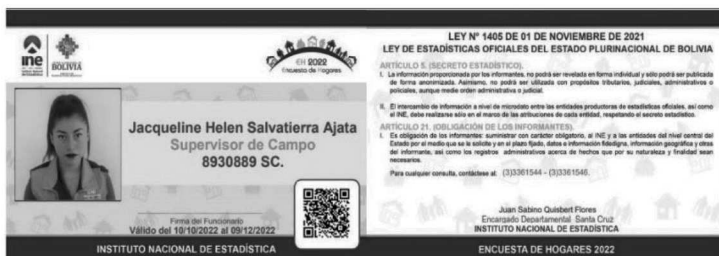 ine
BOLIVIA
EH 2022
Encuesta de Hogares
Jacqueline Helen Salvatierra Ajata
Supervisor de Campo
8930889 SC.
Firma del Funcionario
Válido del 10/10/2022 al 09/12/2022
INSTITUTO NACIONAL DE ESTADÍSTICA
LEY Nº 1405 DE 01 DE NOVIEMBRE DE 2021
LEY DE ESTADÍSTICAS OFICIALES DEL ESTADO PLURINACIONAL DE BOLIVIA
ARTÍCULO 5. (SECRETO ESTADÍSTICO).
I. La información proporcionada por los informantes, no podrá ser revelada en forma individual y sólo podrá ser publicada
de forma anonimizada. Asimismo, no podrá ser utilizada con propósitos tributarios, judiciales, administrativos o
policiales, aunque medie orden administrativa o judicial.
II. El intercambio de información a nivel de microdato entre las entidades productoras de estadísticas oficiales, así como
el INE, debe realizarse sólo en el marco de las atribuciones de cada entidad, respetando el secreto estadístico.
ARTÍCULO 21. (OBLIGACIÓN DE LOS INFORMANTES).
I. Es obligación de los informantes: suministrar con carácter obligatorio, al INE y a las entidades del nivel central del
Estado por el medio que se le solicite y en el plazo fijado, datos e información fidedigna, información geográfica y otras
del informante, así como los registros administrativos acerca de hechos que por su naturaleza y finalidad sean
necesarios.
Para cualquier consulta, contáctese al: (3)3361544 - (3)3361546.
Juan Sabino Quisbert Flores
Encargado Departamental Santa Cruz
INSTITUTO NACIONAL DE ESTADÍSTICA
ENCUESTA DE HOGARES 2022